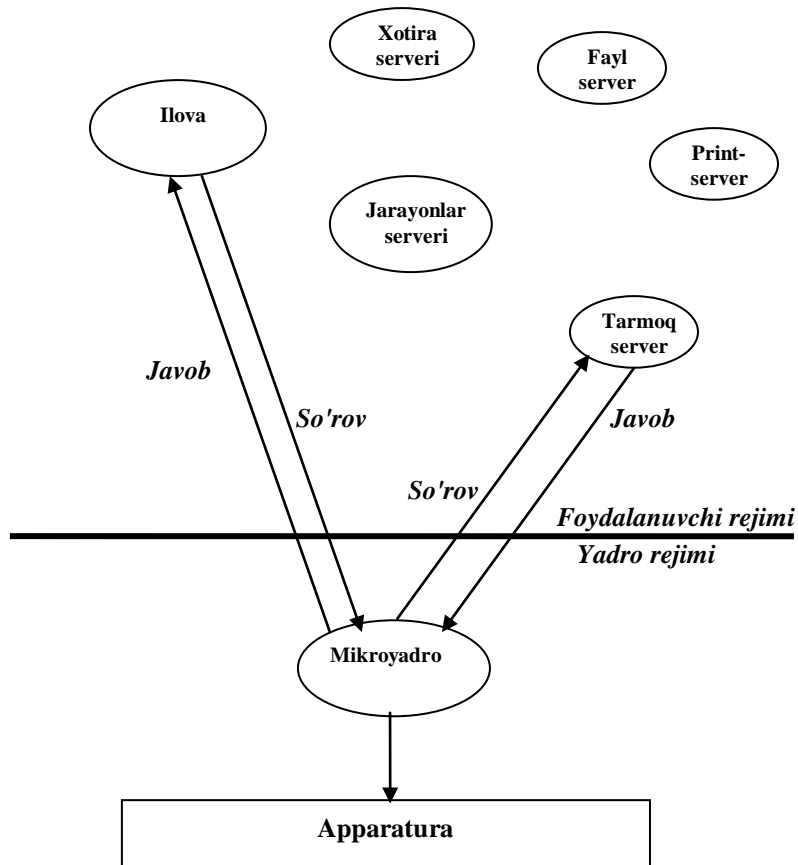 Xotira
serveri
Fayl
server
Ilova
Print-
server
Jarayonlar
serveri
Tarmoq
server
Javob
So'rov
Javob
So'rov
Foydalanuvchi rejimi
Yadro rejimi
Mikroyadro
Apparatura